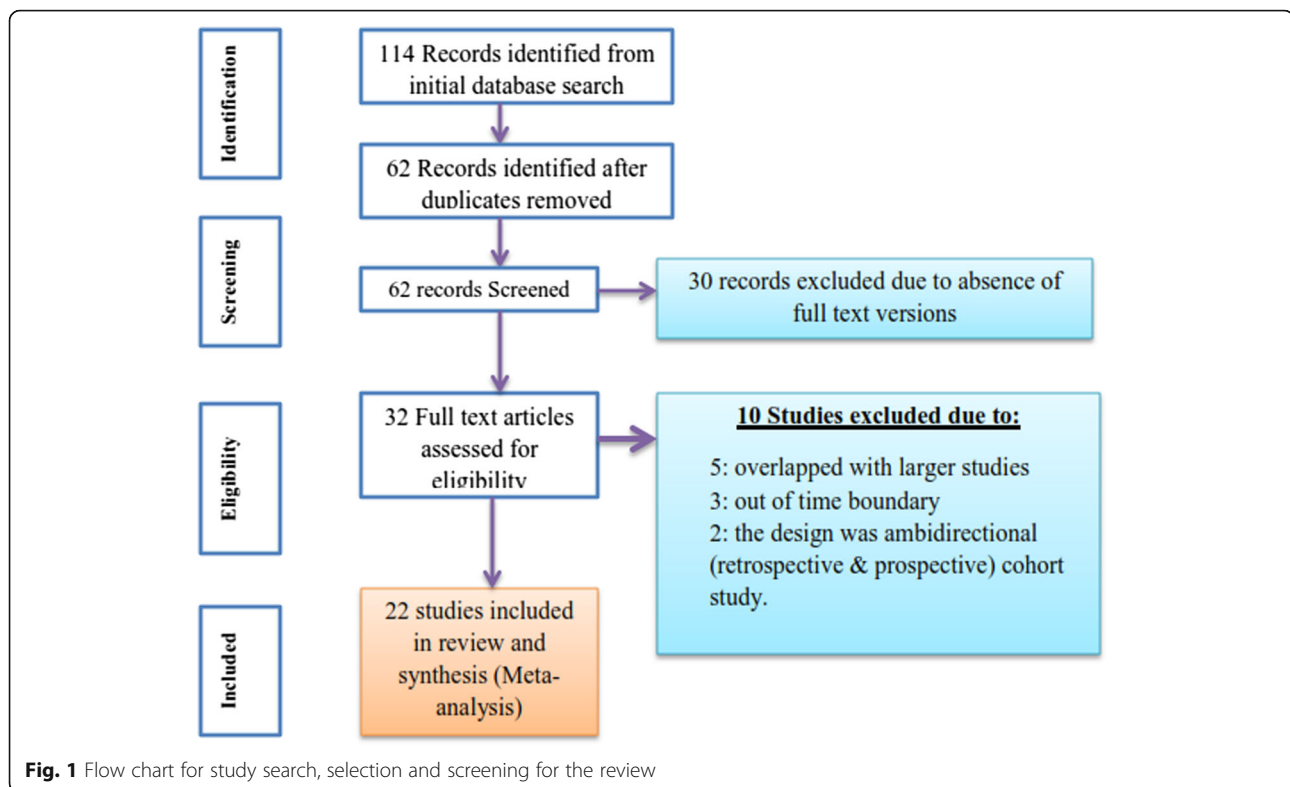 Identification
114 Records identified from
initial database search
62 Records identified after
duplicates removed
Screening
62 records Screened
30 records excluded due to absence of
full text versions
Eligibility
32 Full text articles
assessed for
eligibility
10 Studies excluded due to:
5: overlapped with larger studies
3: out of time boundary
2: the design was ambidirectional
(retrospective & prospective) cohort
study.
Included
22 studies included
in review and
synthesis (Meta-
analysis)
Fig. 1 Flow chart for study search, selection and screening for the review